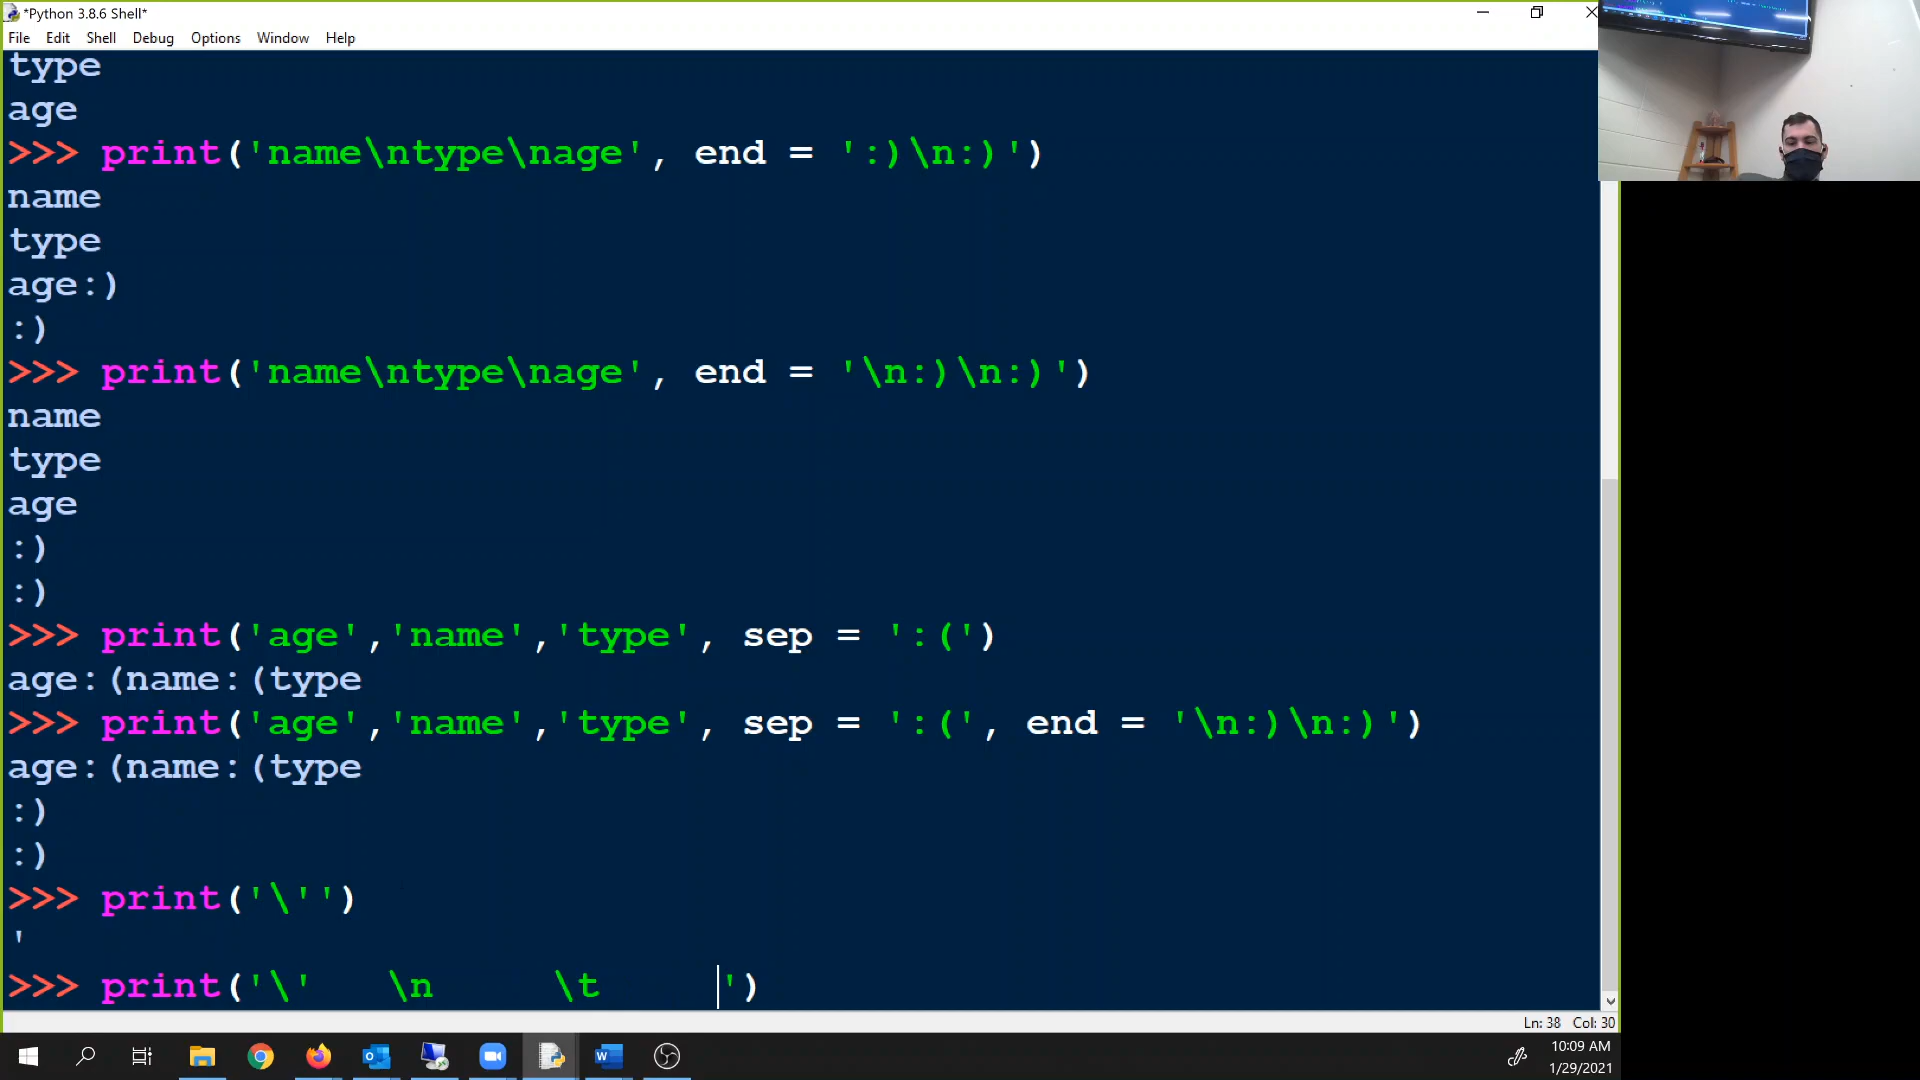 *Python 3.8.6 Shell*
File Edit Shell Debug Options Window Help
type
age
>>> print('name\ntype\nage', end = ':)\n:)')
name
type
age:)
:)
>>> print('name\ntype\nage', end = '\n:)\n:)')
name
type
age
:)
:)
>>> print('age','name','type', sep = ':(')
age:(name:(type
>>> print('age','name','type', sep = ':(', end = '\n:)\n:)')
age:(name:(type
:)
:)
>>> print('\'')
'
>>> print('\'   \n     \t     ')
Ln: 38 Col: 30
10:09 AM
1/29/2021